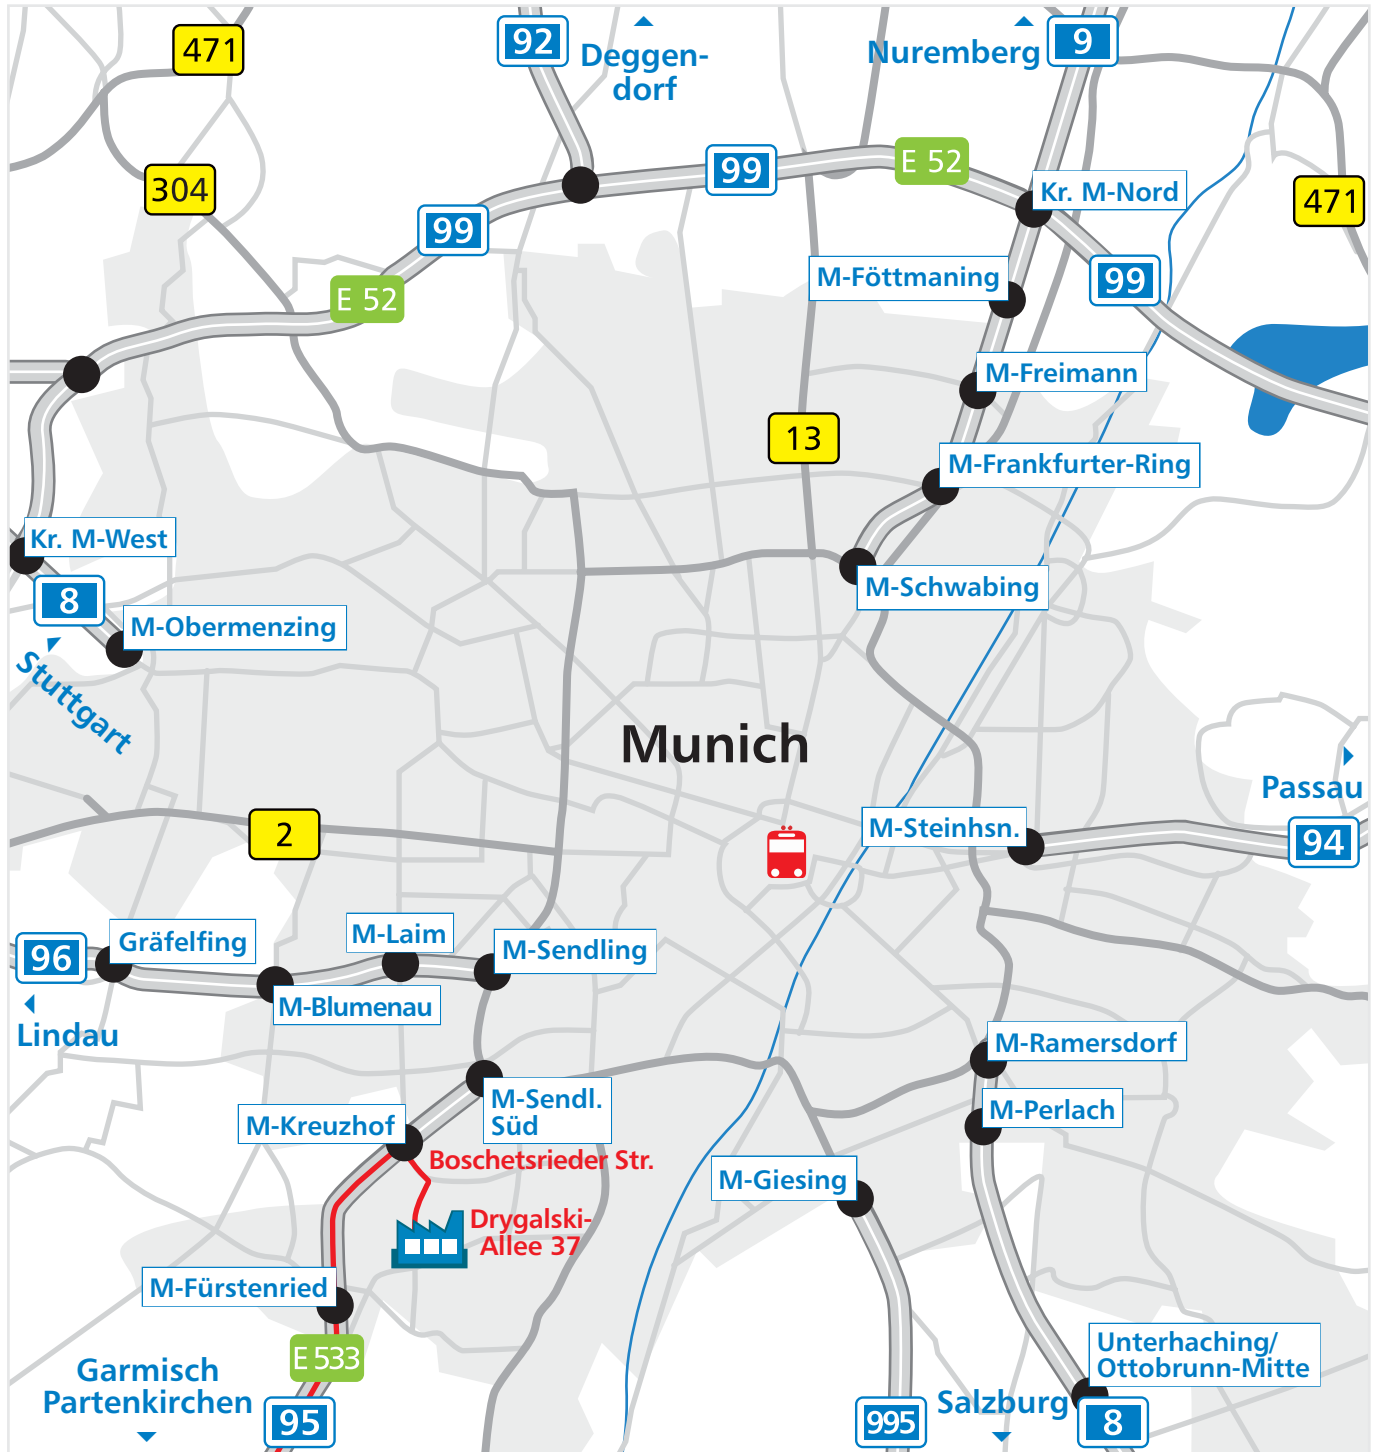 471
92
Deggen-
dorf
Nuremberg
9
304
99
E 52
99
Kr. M-Nord
471
99
E 52
M-Föttmaning
99
M-Freimann
13
M-Frankfurter-Ring
Kr. M-West
8
M-Schwabing
M-Obermenzing
Stuttgart
Munich
Passau
2
M-Steinhsn.
94
96
Gräfelfing
M-Laim
M-Sendling
M-Blumenau
Lindau
M-Ramersdorf
M-Sendl.
Süd
M-Perlach
M-Kreuzhof
Boschetsrieder Str.
M-Giesing
Drygalski-
Allee 37
M-Fürstenried
E 533
Unterhaching/
Ottobrunn-Mitte
Garmisch
Partenkirchen
95
995
Salzburg
8